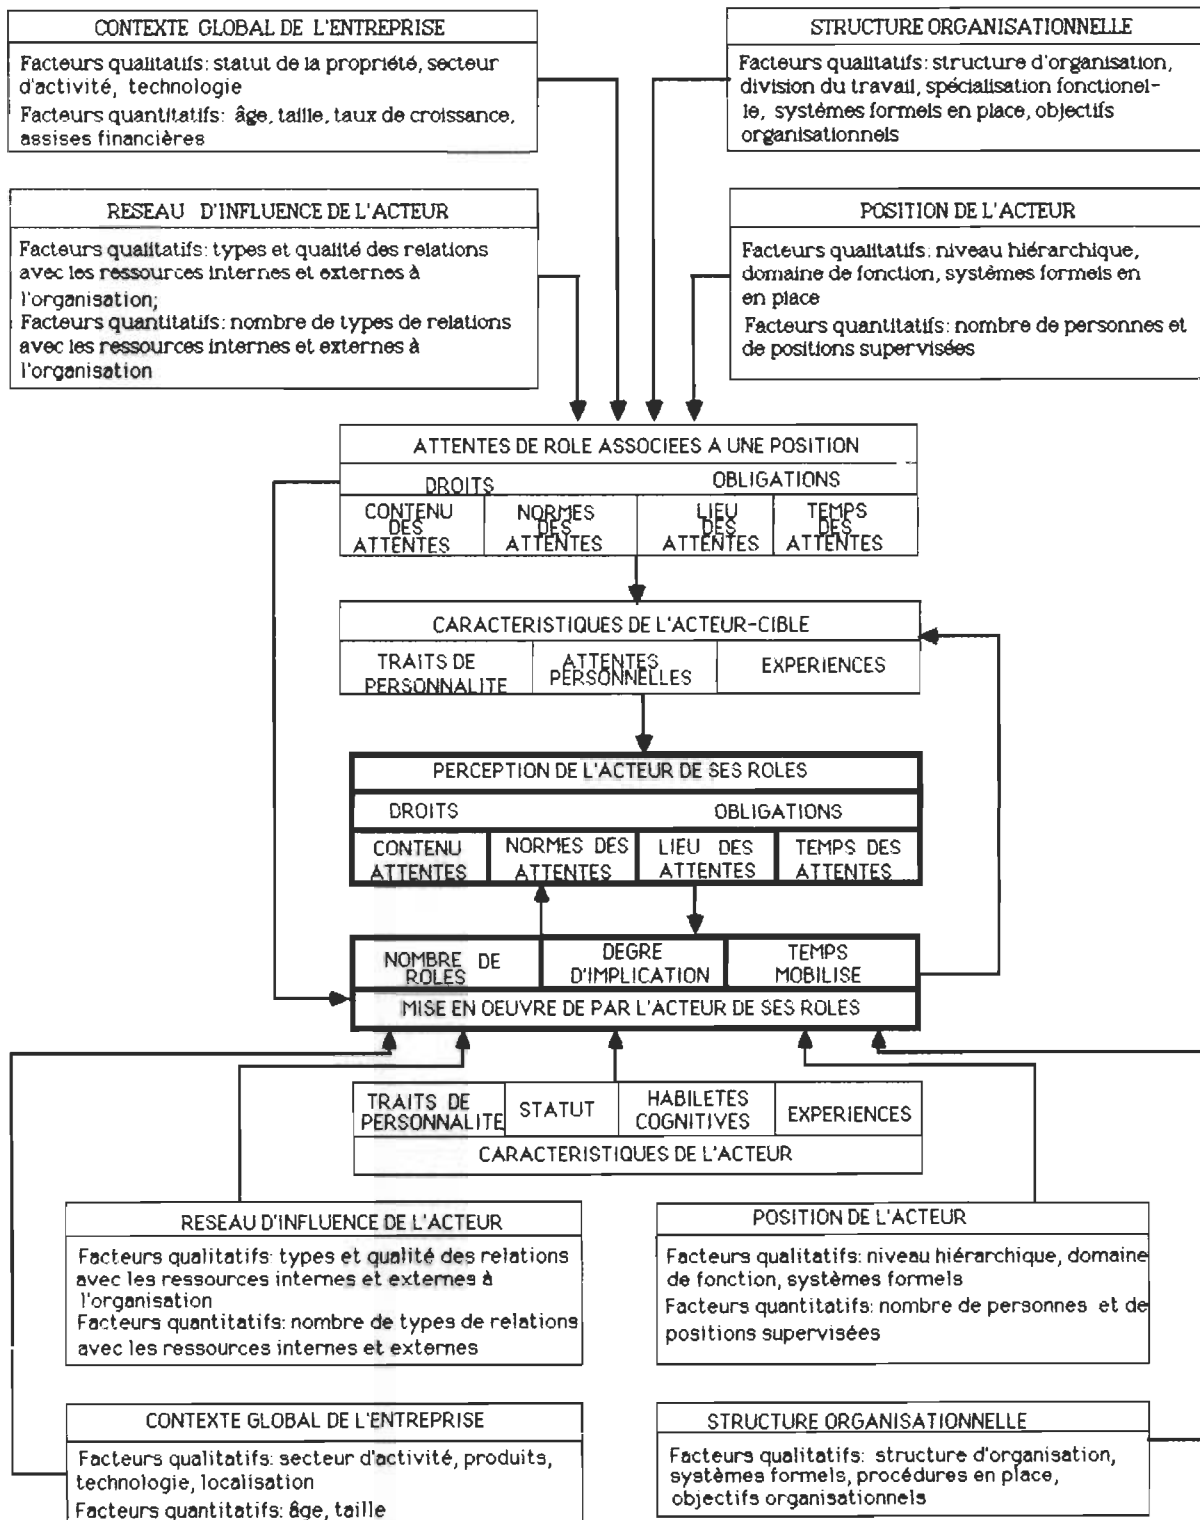 CONTEXTE GLOBAL DE L'ENTREPRISE
Facteurs qualitatifs: statut de la propriété, secteur
d'activité, technologie
Facteurs quantitatifs: âge, taille, taux de croissance,
assises financières
STRUCTURE ORGANISATIONNELLE
Facteurs qualitatifs: structure d'organisation,
division du travail, spécialisation fonctionel-
le, systèmes formels en place, objectifs
organisationnels
RESEAU D'INFLUENCE DE L'ACTEUR
Facteurs qualitatifs: types et qualité des relations
avec les ressources internes et externes à
l'organisation;
Facteurs quantitatifs: nombre de types de relations
avec les ressources internes et externes à
l'organisation
POSITION DE L'ACTEUR
Facteurs qualitatifs: niveau hiérarchique,
domaine de fonction, systèmes formels en
en place
Facteurs quantitatifs: nombre de personnes et
de positions supervisées
ATTENTES DE ROLE ASSOCIEES A UNE POSITION
DROITS
OBLIGATIONS
CONTENU
DES
ATTENTES
NORMES
DES
ATTENTES
LIEU
DES
ATTENTES
TEMPS
DES
ATTENTES
CARACTERISTIQUES DE L'ACTEUR-CIBLE
TRAITS DE
PERSONNALITE
ATTENTES
PERSONNELLES
EXPERIENCES
PERCEPTION DE L'ACTEUR DE SES ROLES
DROITS
OBLIGATIONS
CONTENU
ATTENTES
NORMES DES
ATTENTES
LIEU DES
ATTENTES
TEMPS DES
ATTENTES
NOMBRE DE
ROLES
DEGRE
D'IMPLICATION
TEMPS
MOBILISE
MISE EN OEUVRE DE PAR L'ACTEUR DE SES ROLES
TRAITS DE
PERSONNALITE
STATUT
HABILETES
COGNITIVES
EXPERIENCES
CARACTERISTIQUES DE L'ACTEUR
RESEAU D'INFLUENCE DE L'ACTEUR
Facteurs qualitatifs: types et qualité des relations
avec les ressources internes et externes à
l'organisation
Facteurs quantitatifs: nombre de types de relations
avec les ressources internes et externes
POSITION DE L'ACTEUR
Facteurs qualitatifs: niveau hiérarchique, domaine
de fonction, systèmes formels
Facteurs quantitatifs: nombre de personnes et de
positions supervisées
CONTEXTE GLOBAL DE L'ENTREPRISE
Facteurs qualitatifs: secteur d'activité, produits,
technologie, localisation
Facteurs quantitatifs: âge, taille
STRUCTURE ORGANISATIONNELLE
Facteurs qualitatifs: structure d'organisation,
systèmes formels, procédures en place,
objectifs organisationnels